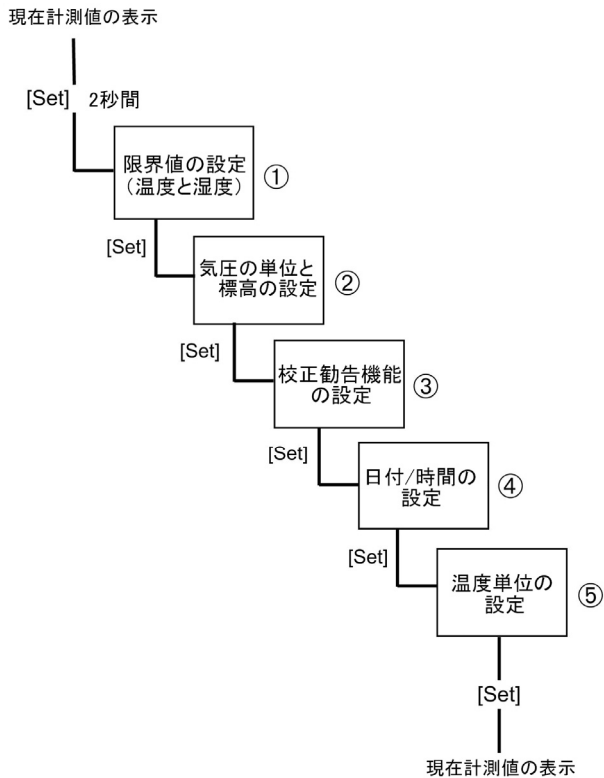 現在計測値の表示
[Set] 2秒間
限界値の設定
（温度と湿度）
①
[Set]
気圧の単位と
標高の設定
②
[Set]
校正勧告機能
の設定
③
[Set]
日付/時間の
設定
④
[Set]
温度単位の
設定
⑤
[Set]
現在計測値の表示